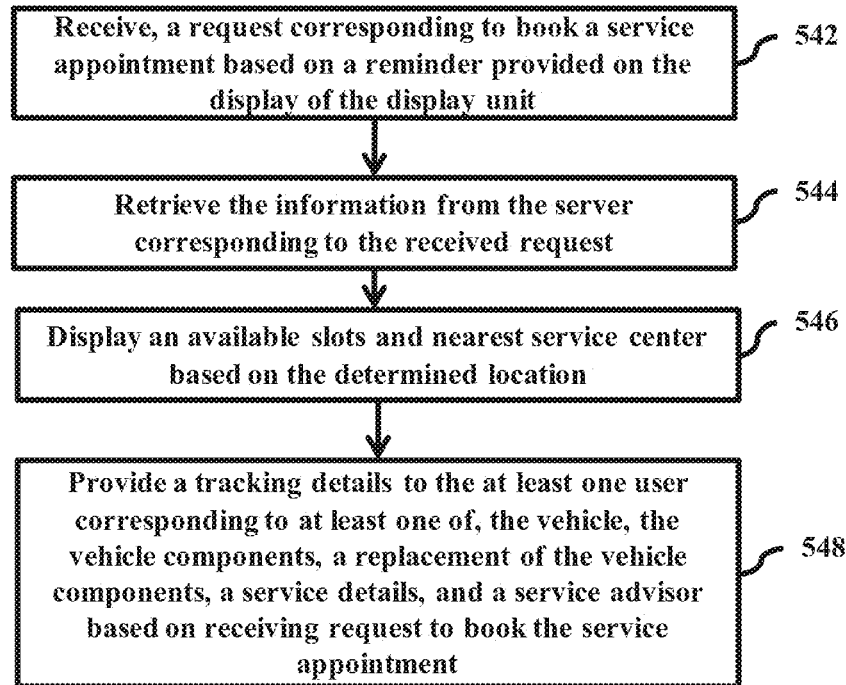 Receive, a request corresponding to book a service
appointment based on a reminder provided on the
display of the display unit
542
Retrieve the information from the server
corresponding to the received request
544
Display an available slots and nearest service center
based on the determined location
546
Provide a tracking details to the at least one user
corresponding to at least one of, the vehicle, the
vehicle components, a replacement of the vehicle
components, a service details, and a service advisor
based on receiving request to book the service
appointment
548